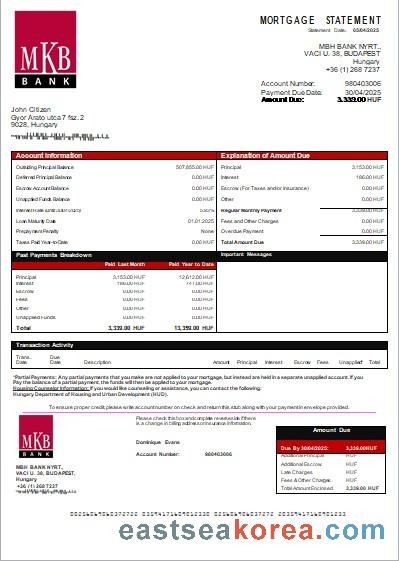 MKB
BANK
MORTGAGE STATEMENT
Statement Date: 05/04/2025
MBH BANK NYRT.,
VACI U. 38, BUDAPEST
Hungary
+36 (1) 268 7237
Account Number: 980403006
Payment Due Date: 30/04/2025
Amount Due: 3,339.00 HUF
John Citizen
Gyor Arato utca 7 fsz. 2
9028, Hungary
Account Information
Outstanding Principal Balance 507,855.00 HUF
Deferred Principal Balance 0.00 HUF
Escrow Account Balance 0.00 HUF
Unapplied Funds Balance 0.00 HUF
Loan Maturity Date 01.01.2025
Prepayment Penalty None
Taxes Paid Year-to-Date 0.00 HUF
Explanation of Amount Due
Principal 3,153.00 HUF
Interest 186.00 HUF
Escrow (For Taxes and/or Insurance) 0.00 HUF
Other 0.00 HUF
Regular Monthly Payment 3,339.00 HUF
Fees and Other Charges 0.00 HUF
Overdue Payment 0.00 HUF
Total Amount Due 3,339.00 HUF
Past Payments Breakdown
Paid Last Month Paid Year to Date
Principal 3,153.00 HUF 12,612.00 HUF
Interest 186.00 HUF 747.00 HUF
Escrow 0.00 HUF 0.00 HUF
Fees 0.00 HUF 0.00 HUF
Other 0.00 HUF 0.00 HUF
Unapplied Funds 0.00 HUF 0.00 HUF
Total 3,339.00 HUF 13,359.00 HUF
Important Messages
Transaction Activity
Trans. Date Due Date Description Amount Principal Interest Escrow Fees Unapplied* Total
*Partial Payments: Any partial payments that you make are not applied to your mortgage, but instead are held in a separate unapplied account. If you
Pay the balance of a partial payment, the funds will then be applied to your mortgage.
Housing Counselor Information: If you would like counseling or assistance, you can contact the following:
Hungary Department of Housing and Urban Development (HUD).
To ensure proper credit, please write account number on check and return this stub along with your payment in envelope provided.
MKB
BANK
MBH BANK NYRT.,
VACI U. 38, BUDAPEST,
Hungary
+36 (1) 268 7237
Please check this box and complete reverse side if there
is a change in billing address or insurance information.
Dominique Evans
Account Number: 980403006
Amount Due
Due By 30/04/2025: 3,339.00 HUF
Additional Principal HUF
Additional Escrow HUF
Late Charges HUF
Fees & Other Charges HUF
Total Amount Enclosed 3,339.00 HUF
eastseakorea.com